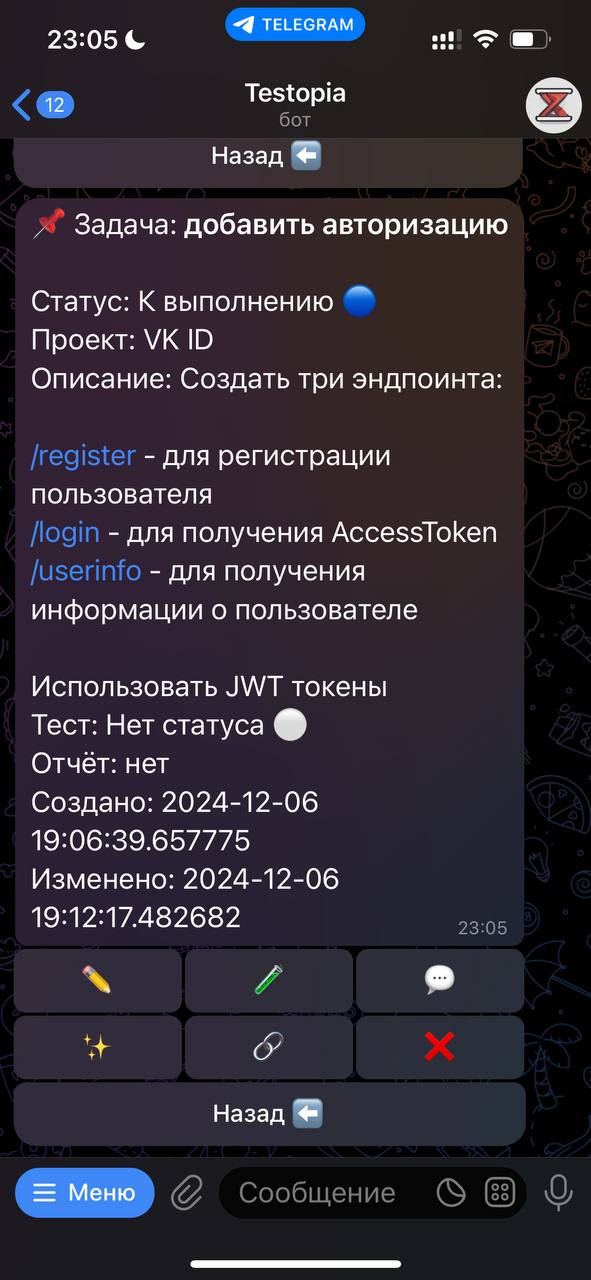 23:05
TELEGRAM
12
Testopia
бот
Назад ⬅️
📌 Задача: добавить авторизацию
Статус: К выполнению 🔵
Проект: VK ID
Описание: Создать три эндпоинта:
/register - для регистрации
пользователя
/login - для получения AccessToken
/userinfo - для получения
информации о пользователе
Использовать JWT токены
Тест: Нет статуса ⚪
Отчёт: нет
Создано: 2024-12-06
19:06:39.657775
Изменено: 2024-12-06
19:12:17.482682
23:05
Назад ⬅️
Меню
Сообщение